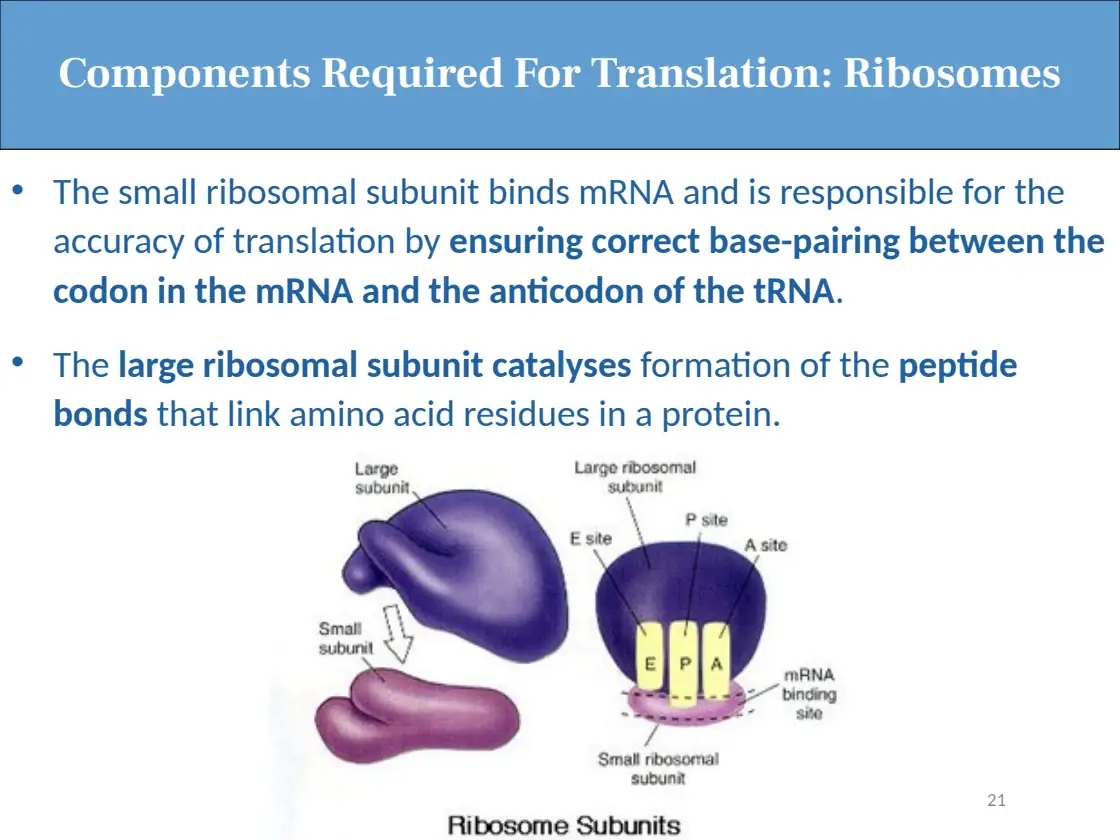 Components Required For Translation: Ribosomes
• The small ribosomal subunit binds mRNA and is responsible for the
accuracy of translation by ensuring correct base-pairing between the
codon in the mRNA and the anticodon of the tRNA.
• The large ribosomal subunit catalyses formation of the peptide
bonds that link amino acid residues in a protein.
Large
subunit
Large ribosomal
subunit
P site
E site
A site
Small
subunit
E P A
mRNA
binding
site
Small ribosomal
subunit
21
Ribosome Subunits